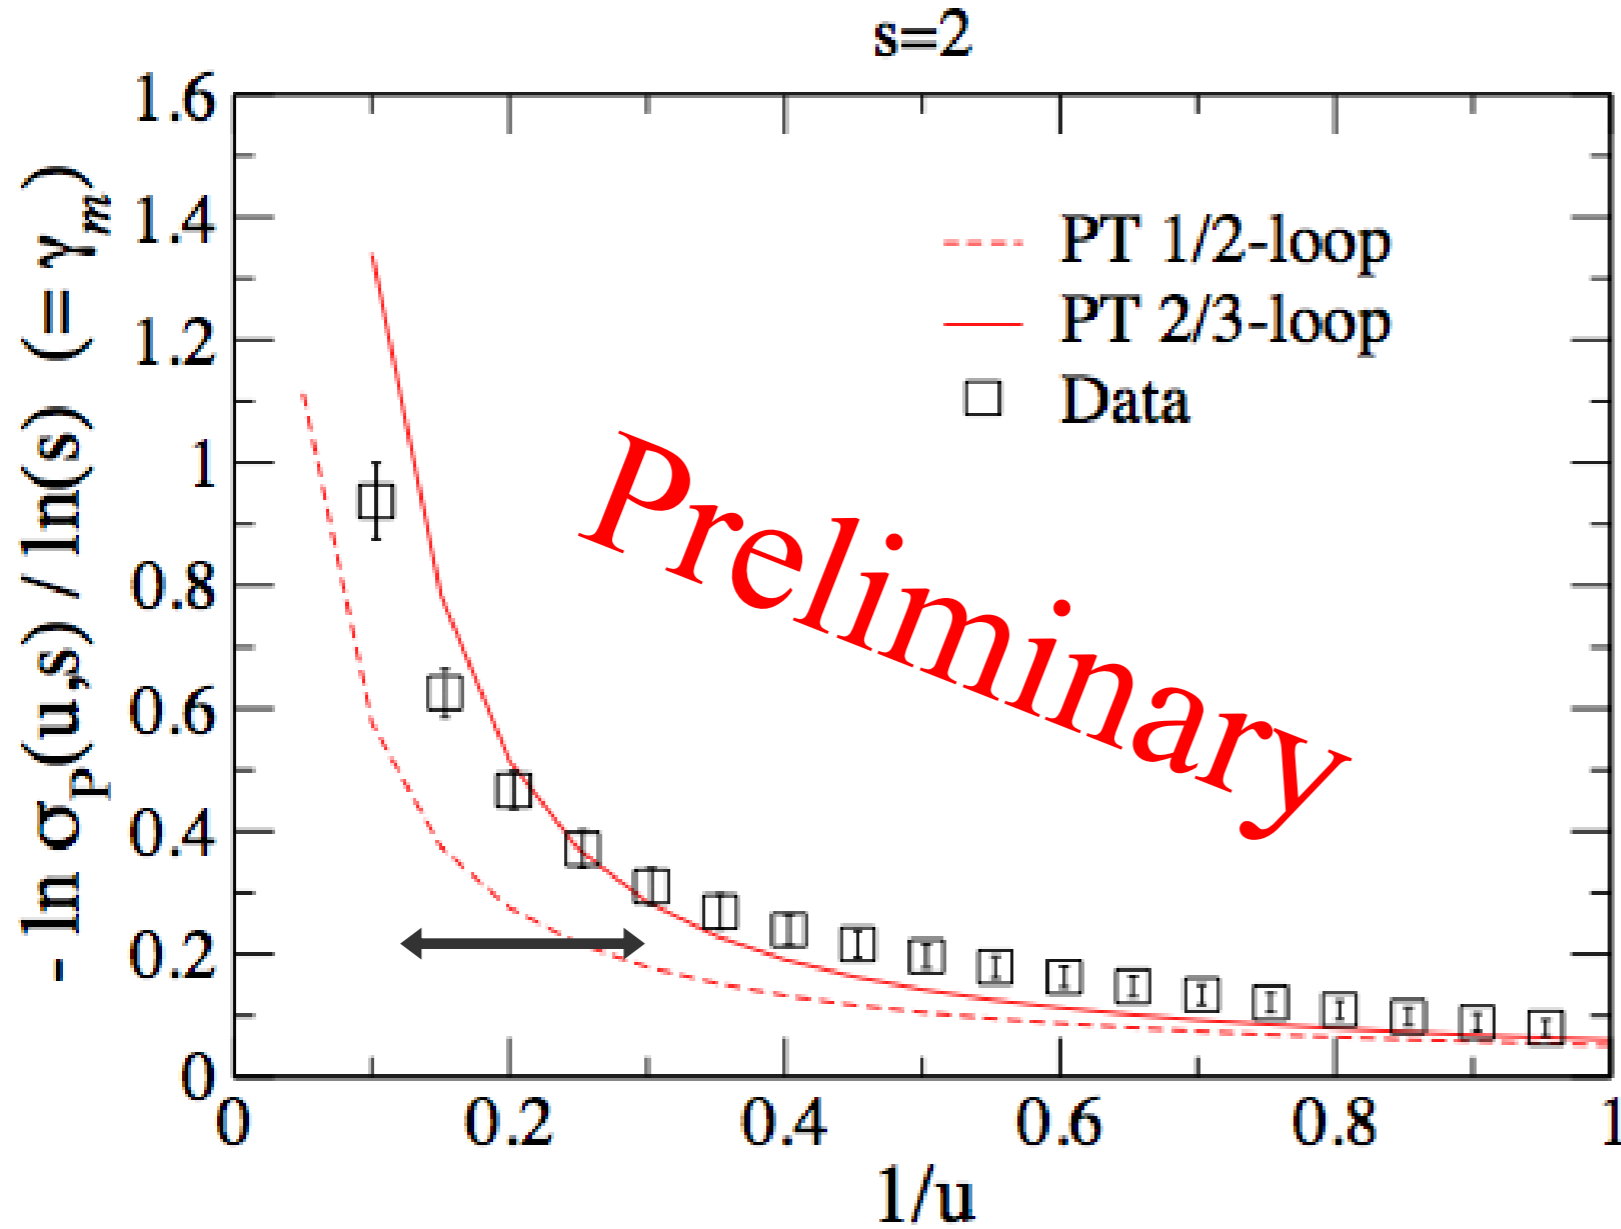 s=2
- ln σ_P(u,s) / ln(s) (= γ_m)
1.6
1.4
1.2
1
0.8
0.6
0.4
0.2
0
PT 1/2-loop
PT 2/3-loop
Data
Preliminary
0 0.2 0.4 0.6 0.8 1
1/u